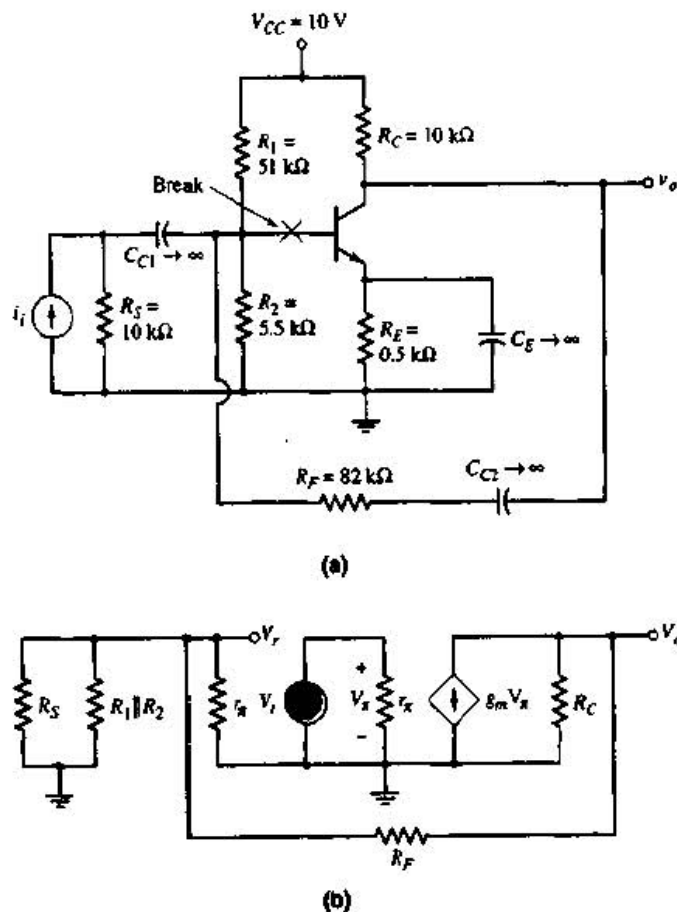 V_CC = 10 V
R_1 =
51 kΩ
R_C = 10 kΩ
Break
v_o
C_C1 → ∞
i_i
R_S =
10 kΩ
R_2 =
5.5 kΩ
R_E =
0.5 kΩ
C_E → ∞
R_F = 82 kΩ
C_C2 → ∞
(a)
V_r
R_S
R_1||R_2
r_π
V_t
+
V_π
−
r_π
g_m V_π
R_C
R_F
(b)